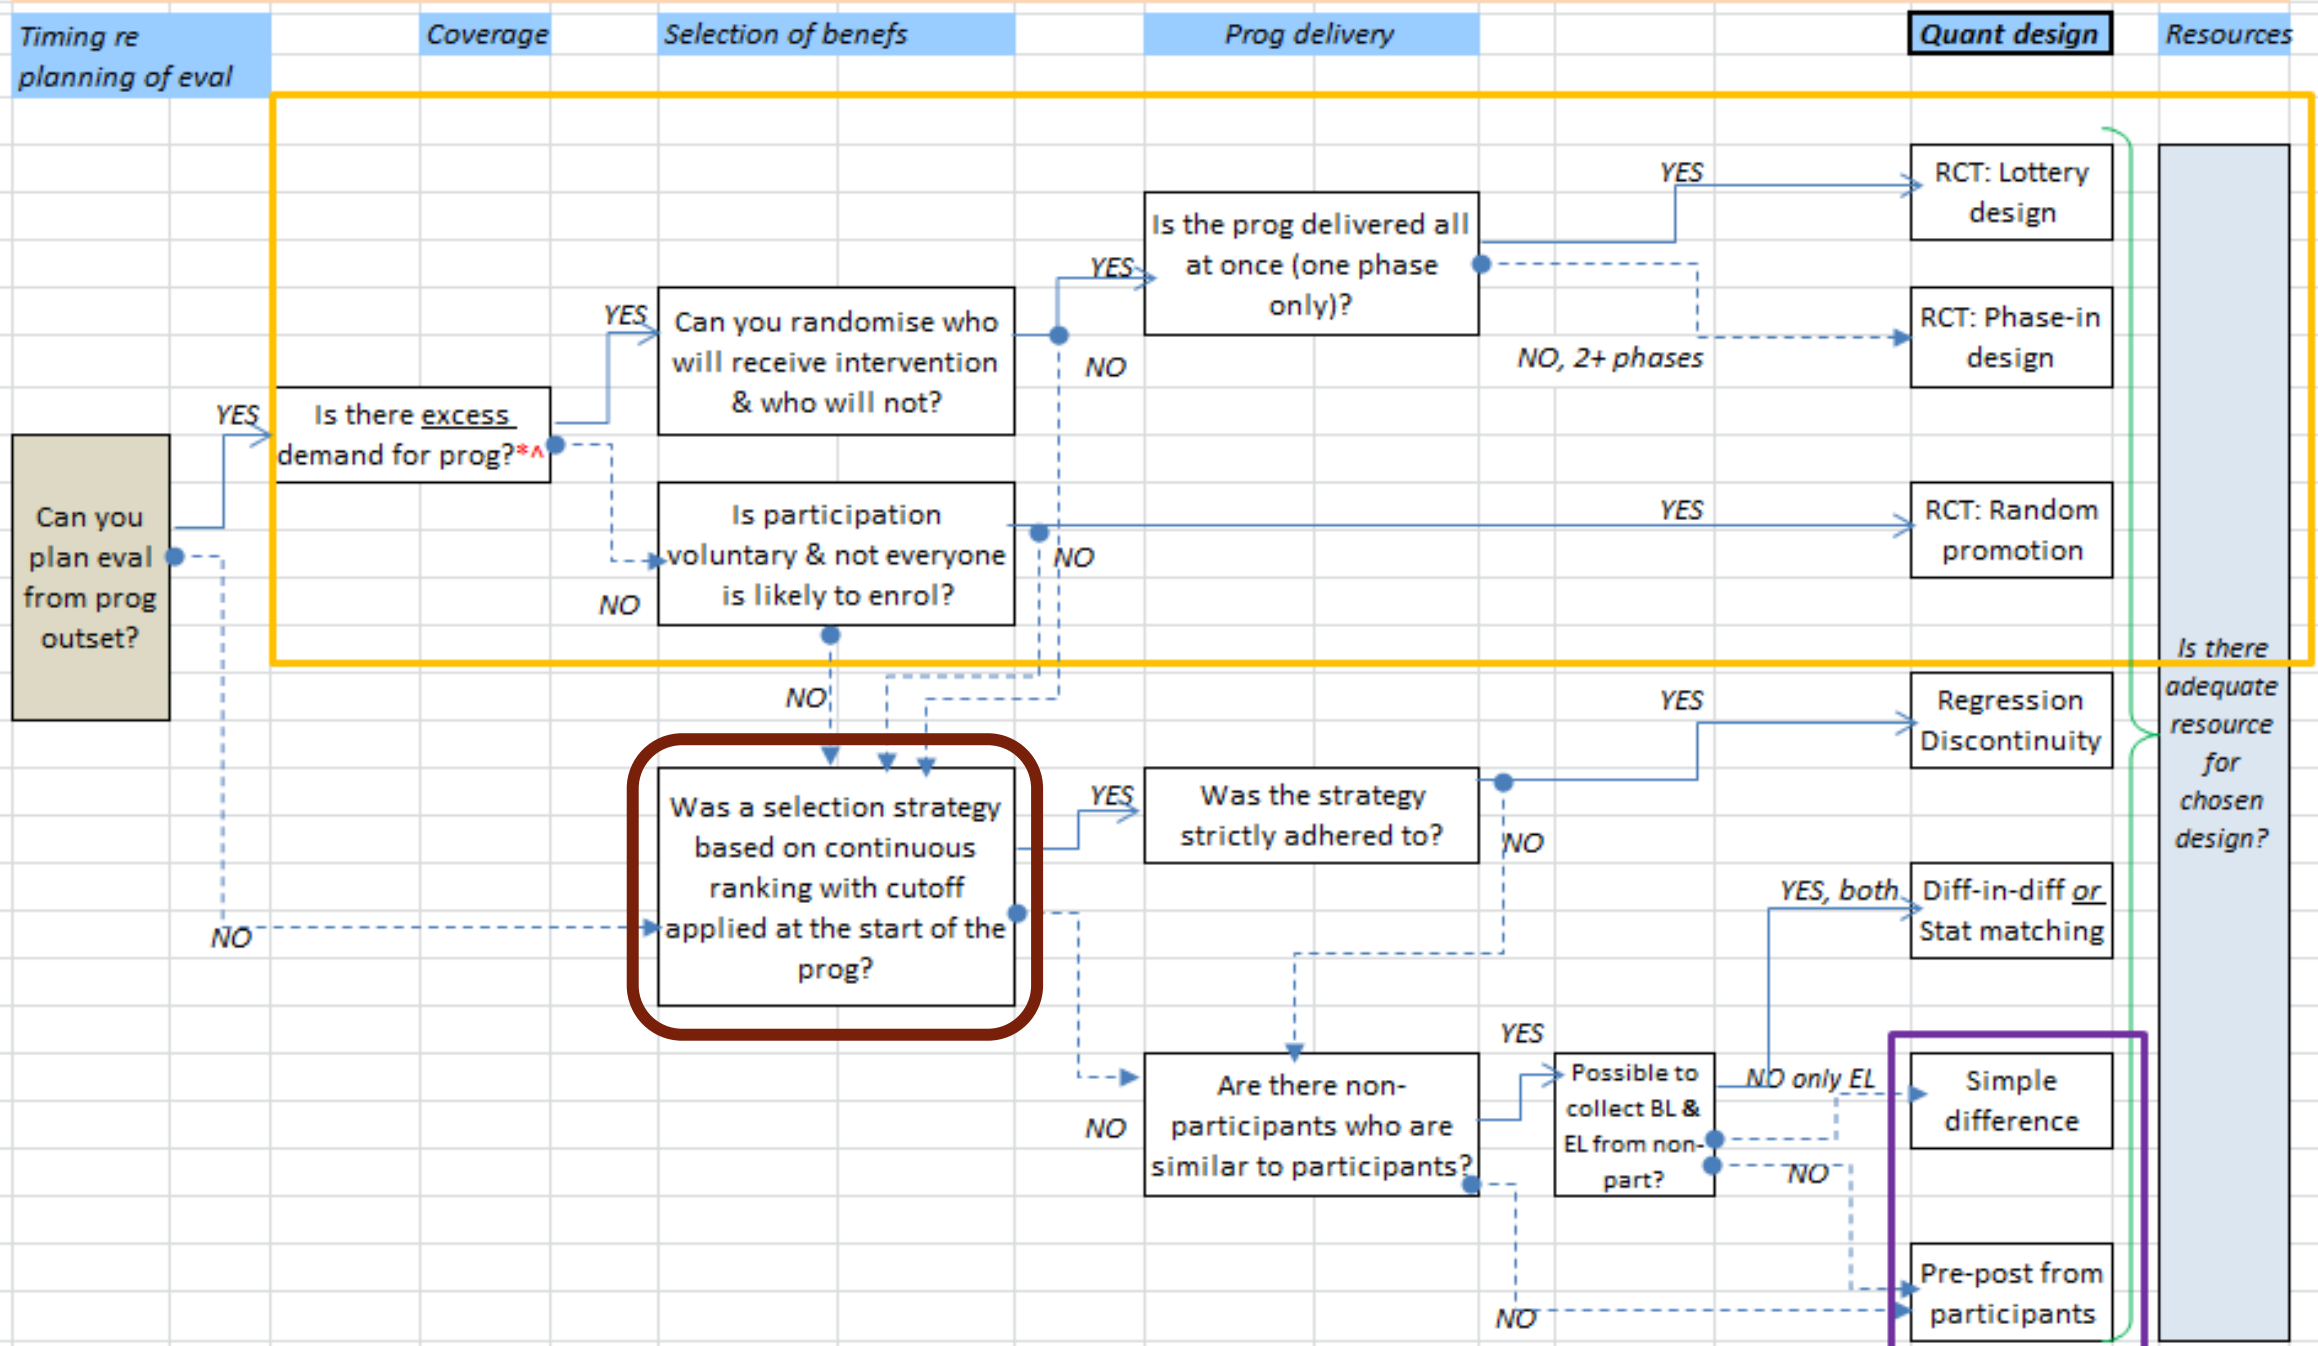 Timing re
planning of eval
Coverage
Selection of benefs
Prog delivery
Quant design
Resources
Can you
plan eval
from prog
outset?
YES
NO
Is there excess
demand for prog?*^
YES
NO
Can you randomise who
will receive intervention
& who will not?
YES
NO
Is participation
voluntary & not everyone
is likely to enrol?
YES
NO
NO
Is the prog delivered all
at once (one phase
only)?
YES
NO, 2+ phases
RCT: Lottery
design
RCT: Phase-in
design
RCT: Random
promotion
Was a selection strategy
based on continuous
ranking with cutoff
applied at the start of the
prog?
YES
NO
Was the strategy
strictly adhered to?
YES
NO
Regression
Discontinuity
Are there non-
participants who are
similar to participants?
YES
NO
Possible to
collect BL &
EL from non-
part?
YES, both
NO only EL
NO
Diff-in-diff or
Stat matching
Simple
difference
Pre-post from
participants
Is there
adequate
resource
for
chosen
design?